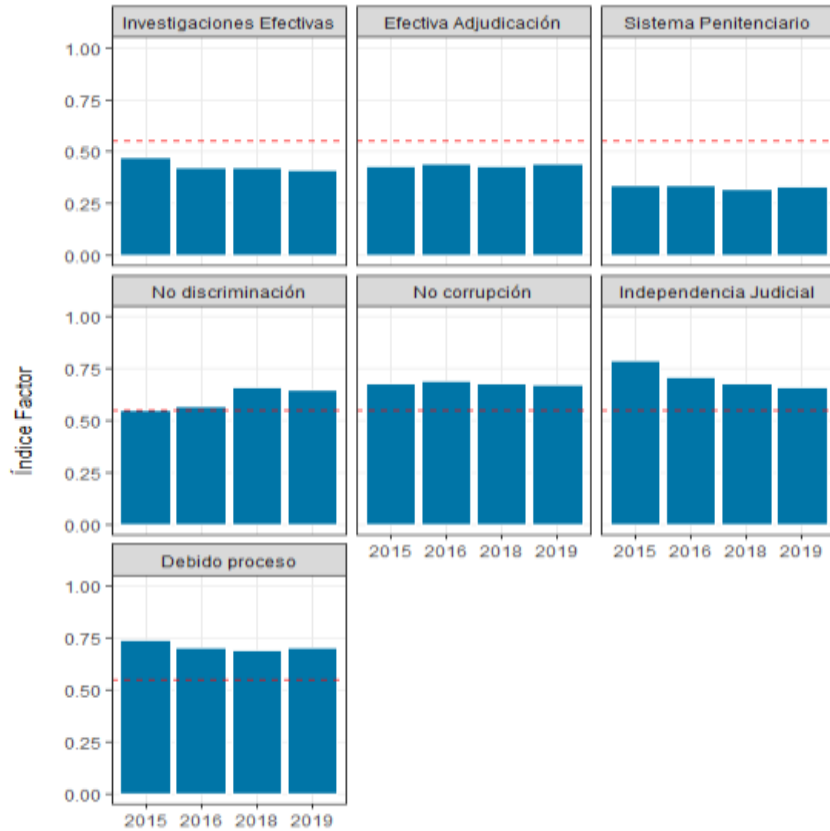 Investigaciones Efectivas
Efectiva Adjudicación
Sistema Penitenciario
1.00
0.75
0.50
0.25
0.00
No discriminación
No corrupción
Independencia Judicial
1.00
0.75
0.50
0.25
0.00
Índice Factor
2015 2016 2018 2019
2015 2016 2018 2019
Debido proceso
1.00
0.75
0.50
0.25
0.00
2015 2016 2018 2019